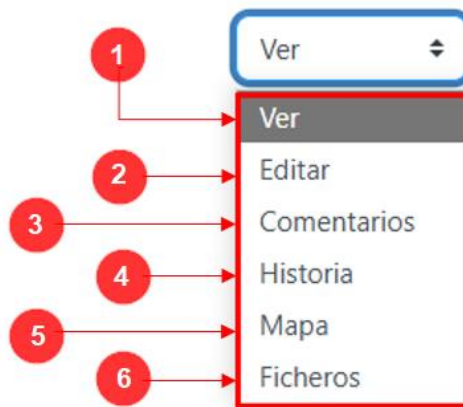 Ver
1 Ver
2 Editar
3 Comentarios
4 Historia
5 Mapa
6 Ficheros